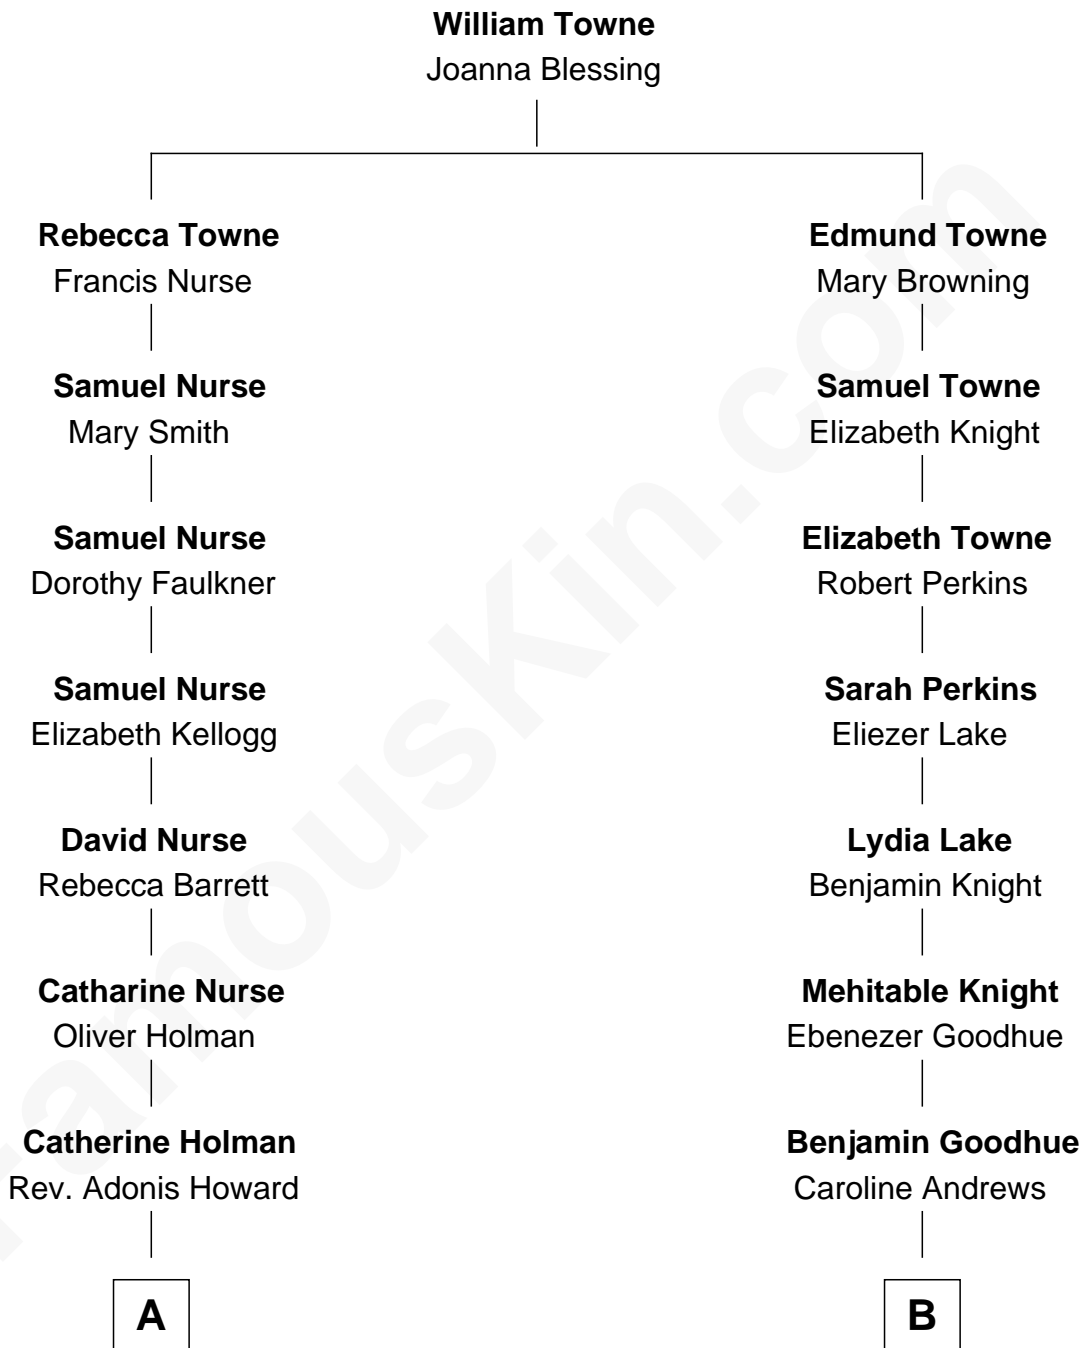 William Towne
Joanna Blessing
Rebecca Towne
Francis Nurse
Edmund Towne
Mary Browning
Samuel Nurse
Mary Smith
Samuel Towne
Elizabeth Knight
Samuel Nurse
Dorothy Faulkner
Elizabeth Towne
Robert Perkins
Samuel Nurse
Elizabeth Kellogg
Sarah Perkins
Eliezer Lake
David Nurse
Rebecca Barrett
Lydia Lake
Benjamin Knight
Catharine Nurse
Oliver Holman
Mehitable Knight
Ebenezer Goodhue
Catherine Holman
Rev. Adonis Howard
Benjamin Goodhue
Caroline Andrews
A
B
FamousKin.com